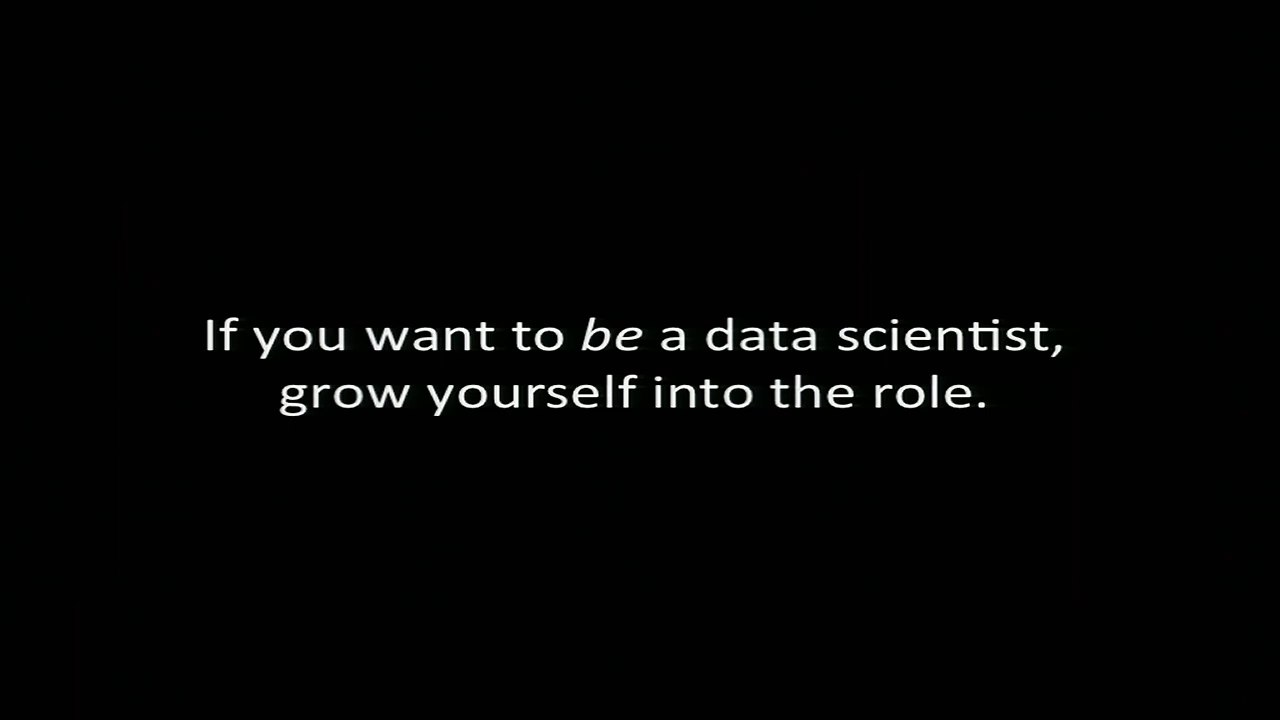 If you want to be a data scientist,
grow yourself into the role.